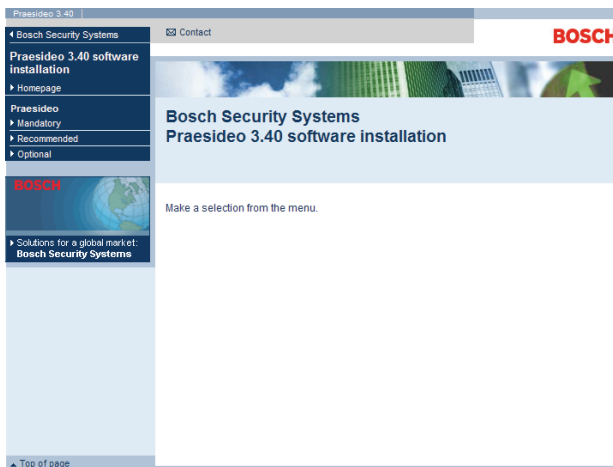 Praesideo 3.40
Bosch Security Systems
Contact
BOSCH
Praesideo 3.40 software
installation
Homepage
Praesideo
Mandatory
Recommended
Optional
BOSCH
Solutions for a global market:
Bosch Security Systems
Bosch Security Systems
Praesideo 3.40 software installation
Make a selection from the menu.
Top of page